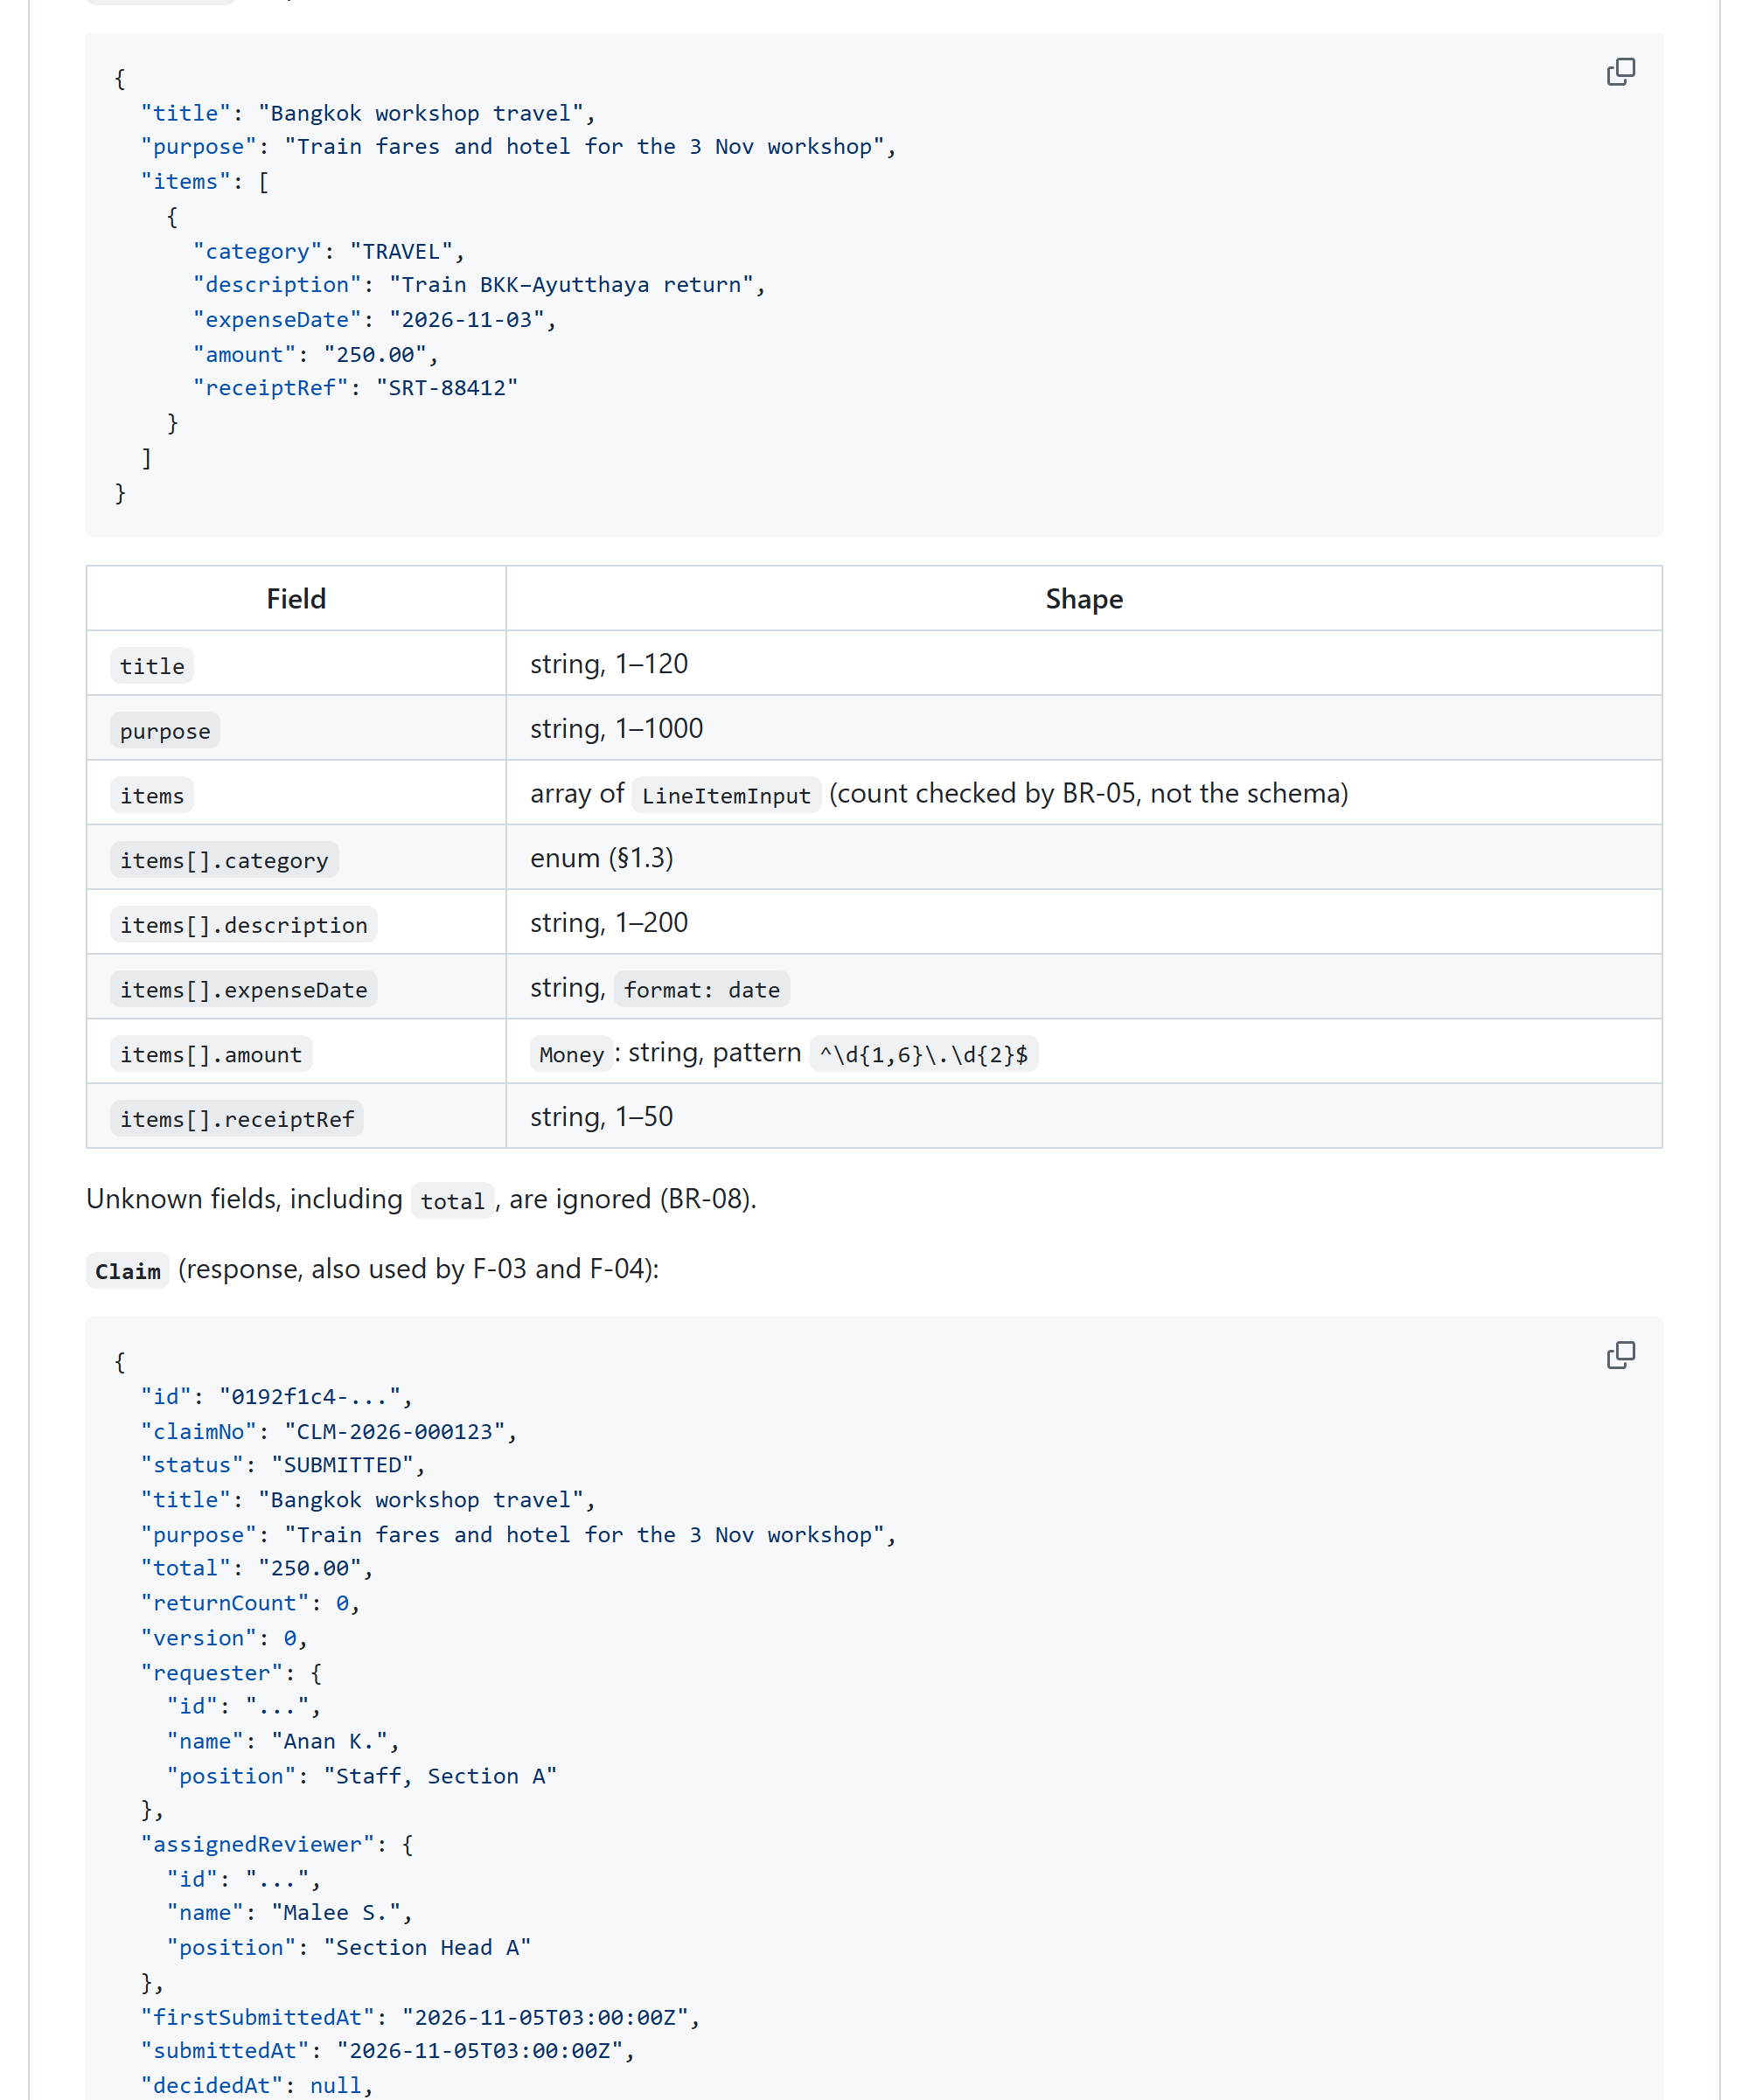 {
  "title": "Bangkok workshop travel",
  "purpose": "Train fares and hotel for the 3 Nov workshop",
  "items": [
    {
      "category": "TRAVEL",
      "description": "Train BKK–Ayutthaya return",
      "expenseDate": "2026-11-03",
      "amount": "250.00",
      "receiptRef": "SRT-88412"
    }
  ]
}
Field Shape
title string, 1–120
purpose string, 1–1000
items array of LineItemInput (count checked by BR-05, not the schema)
items[].category enum (§1.3)
items[].description string, 1–200
items[].expenseDate string, format: date
items[].amount Money: string, pattern ^\d{1,6}\.\d{2}$
items[].receiptRef string, 1–50
Unknown fields, including total, are ignored (BR-08).
Claim (response, also used by F-03 and F-04):
{
  "id": "0192f1c4-...",
  "claimNo": "CLM-2026-000123",
  "status": "SUBMITTED",
  "title": "Bangkok workshop travel",
  "purpose": "Train fares and hotel for the 3 Nov workshop",
  "total": "250.00",
  "returnCount": 0,
  "version": 0,
  "requester": {
    "id": "...",
    "name": "Anan K.",
    "position": "Staff, Section A"
  },
  "assignedReviewer": {
    "id": "...",
    "name": "Malee S.",
    "position": "Section Head A"
  },
  "firstSubmittedAt": "2026-11-05T03:00:00Z",
  "submittedAt": "2026-11-05T03:00:00Z",
  "decidedAt": null,